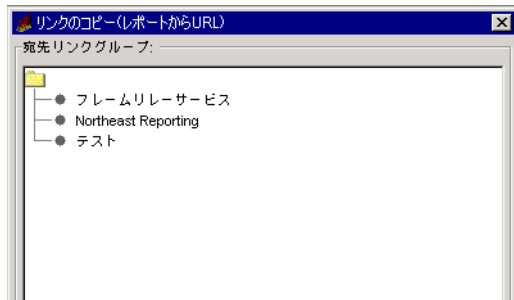 リンクのコピー(レポートからURL)
宛先リンクグループ:
フレームリレーサービス
Northeast Reporting
テスト